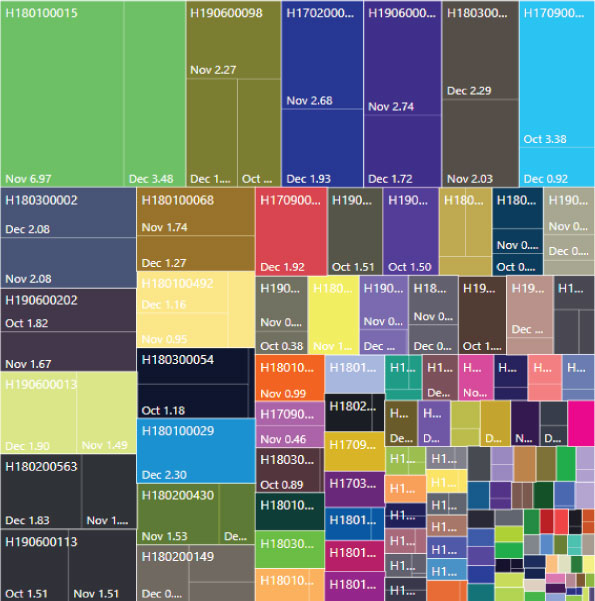 H180100015
Nov 6.97
Dec 3.48
H190600098
Nov 2.27
Dec 1....
Oct ...
H1702000...
Nov 2.68
Dec 1.93
H1906000...
Nov 2.74
Dec 1.72
H180300...
Dec 2.29
Nov 2.03
H170900...
Oct 3.38
Dec 0.92
H180300002
Dec 2.08
Nov 2.08
H180100068
Nov 1.74
Dec 1.27
H170900...
Dec 1.92
H190...
Oct 1.51
H190...
Oct 1.50
H180...
H180...
Nov 0....
Oct 0....
H190...
Nov 0....
Dec 0....
H190600202
Oct 1.82
Nov 1.67
H180100492
Dec 1.16
Nov 0.95
H190...
Nov 0...
Oct 0.38
H180...
Nov 1...
H190...
Nov 0...
Dec ...
H18...
Nov 0...
Dec 0...
H19...
Oct 1...
H19...
Dec ...
H1...
H190600013
Dec 1.90
Nov 1.49
H180300054
Oct 1.18
H18010...
Nov 0.99
H1801...
H1...
H1...
De...
H...
No...
H...
H...
H...
H180100029
Dec 2.30
H17090...
Nov 0.46
H1802...
H...
De...
H...
D...
D...
N...
D...
H180200563
Dec 1.83
Nov 1....
H180200430
Nov 1.53
De...
H18030...
Oct 0.89
H1709...
H1703...
H1...
H1...
H1...
H1...
H190600113
Oct 1.51
Nov 1.51
H180200149
Dec 0....
H18010...
H18030...
H18010...
H1801...
H1801...
H1801...
H1...
H1...
H1...
H1...
H1...
H1...
H1...
H1...